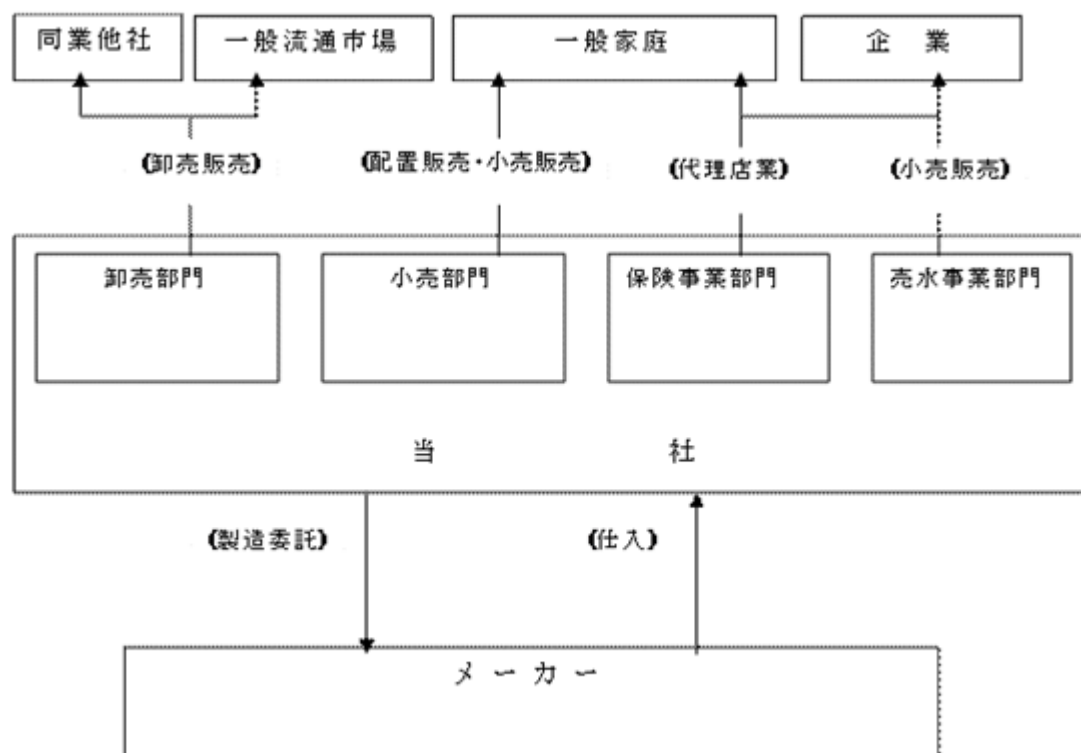 同業他社
一般流通市場
一般家庭
企　業
(卸売販売)
(配置販売・小売販売)
(代理店業)
(小売販売)
卸売部門
小売部門
保険事業部門
売水事業部門
当　社
(製造委託)
(仕入)
メーカー